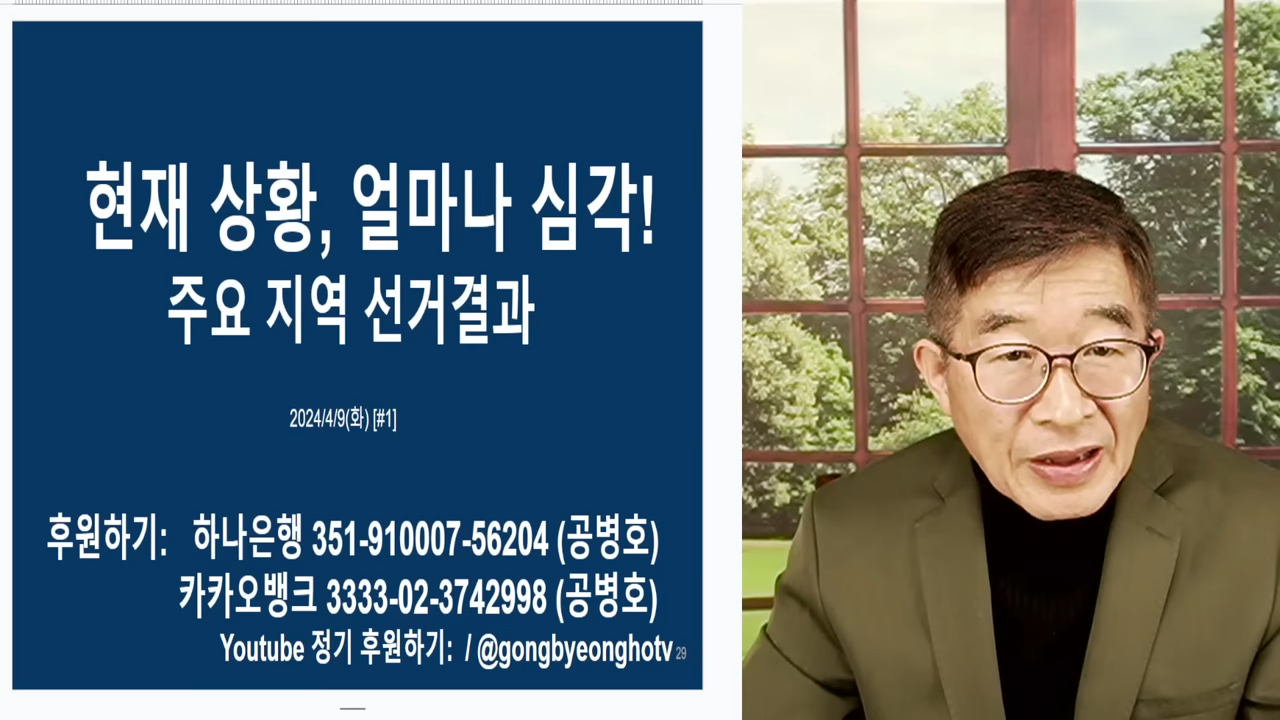 현재 상황, 얼마나 심각!
주요 지역 선거결과
2024/4/9(화) [#1]
후원하기: 하나은행 351-910007-56204 (공병호)
카카오뱅크 3333-02-3742998 (공병호)
Youtube 정기 후원하기: / @gongbyeonghotv
29